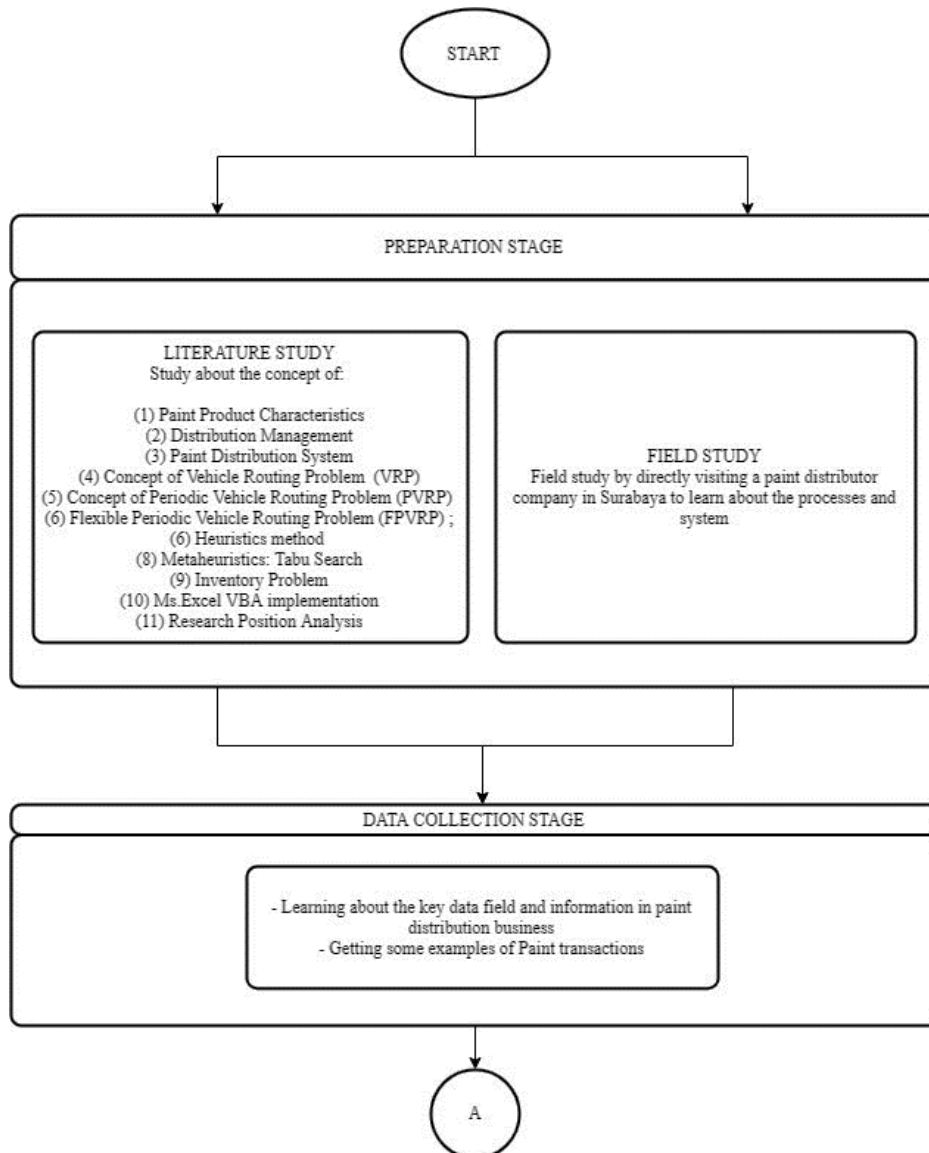 START
PREPARATION STAGE
LITERATURE STUDY
Study about the concept of:
(1) Paint Product Characteristics
(2) Distribution Management
(3) Paint Distribution System
(4) Concept of Vehicle Routing Problem (VRP)
(5) Concept of Periodic Vehicle Routing Problem (PVRP)
(6) Flexible Periodic Vehicle Routing Problem (FPVRP) ;
(6) Heuristics method
(8) Metaheuristics: Tabu Search
(9) Inventory Problem
(10) Ms.Excel VBA implementation
(11) Research Position Analysis
FIELD STUDY
Field study by directly visiting a paint distributor
company in Surabaya to learn about the processes and
system
DATA COLLECTION STAGE
- Learning about the key data field and information in paint
distribution business
- Getting some examples of Paint transactions
A